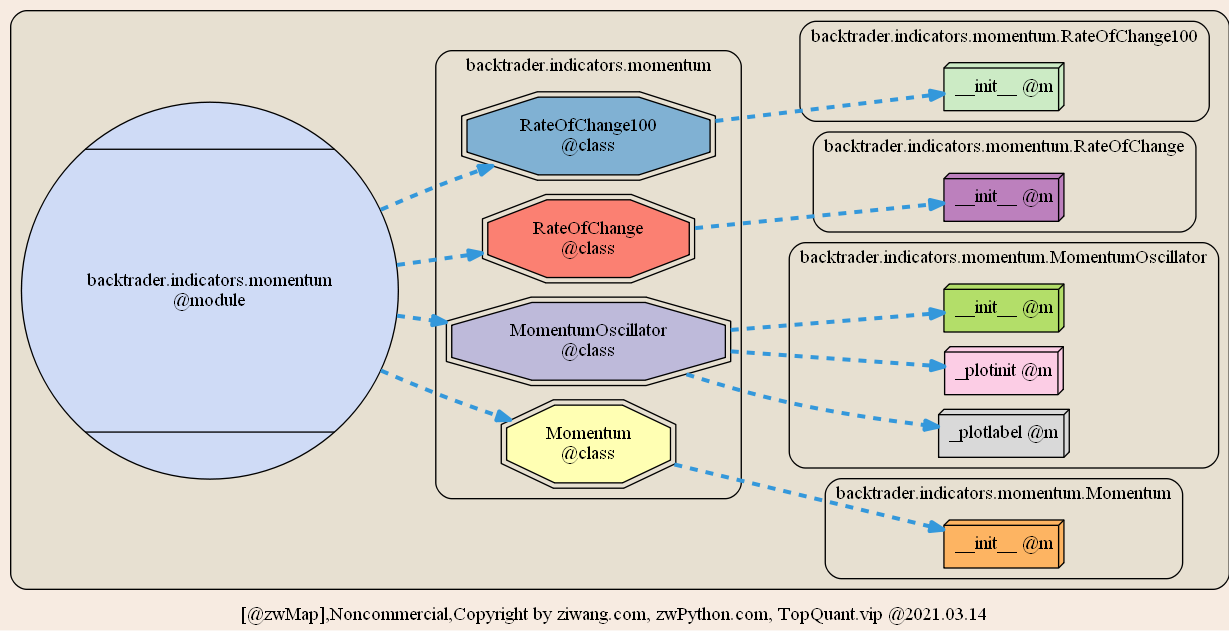 backtrader.indicators.momentum
@module
backtrader.indicators.momentum
RateOfChange100
@class
RateOfChange
@class
MomentumOscillator
@class
Momentum
@class
backtrader.indicators.momentum.RateOfChange100
__init__ @m
backtrader.indicators.momentum.RateOfChange
__init__ @m
backtrader.indicators.momentum.MomentumOscillator
__init__ @m
_plotinit @m
_plotlabel @m
backtrader.indicators.momentum.Momentum
__init__ @m
[@zwMap],Noncommercial,Copyright by ziwang.com, zwPython.com, TopQuant.vip @2021.03.14